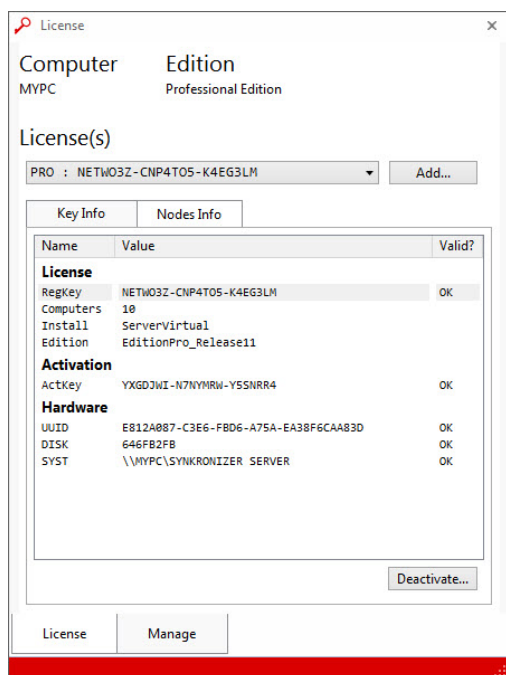 License
Computer Edition
MYPC Professional Edition
License(s)
PRO : NETWO3Z-CNP4TO5-K4EG3LM Add...
Key Info Nodes Info
Name Value Valid?
License
RegKey NETWO3Z-CNP4TO5-K4EG3LM OK
Computers 10
Install ServerVirtual
Edition EditionPro_Release11
Activation
ActKey YXGDJWI-N7NYMRW-Y5SNRR4 OK
Hardware
UUID E812A087-C3E6-FBD6-A75A-EA38F6CAA83D OK
DISK 646FB2FB OK
SYST \\MYPC\SYNKRONIZER SERVER OK
Deactivate...
License Manage